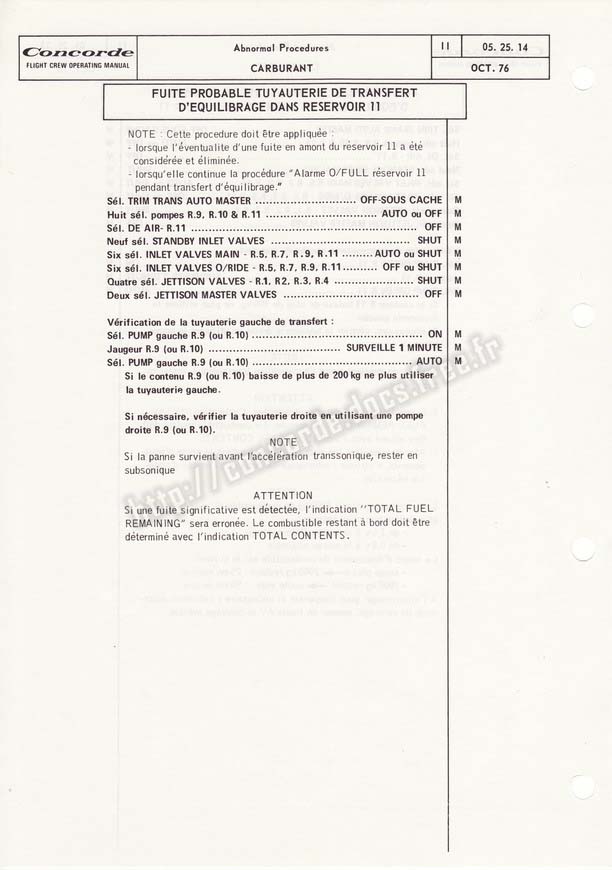 Concorde
FLIGHT CREW OPERATING MANUAL
Abnormal Procedures
CARBURANT
11
05. 25. 14
OCT. 76
FUITE PROBABLE TUYAUTERIE DE TRANSFERT
D'EQUILIBRAGE DANS RESERVOIR 11
NOTE : Cette procedure doit être appliquée :
- lorsque l'éventualite d'une fuite en amont du réservoir 11 a été
considérée et éliminée.
- lorsqu'elle continue la procédure "Alarme O/FULL réservoir 11
pendant transfert d'équilibrage."
Sél. TRIM TRANS AUTO MASTER ............................ OFF-SOUS CACHE M
Huit sél. pompes R.9, R.10 & R.11 ................................ AUTO ou OFF M
Sél. DE AIR- R.11 ............................................................... OFF M
Neuf sél. STANDBY INLET VALVES ....................................... SHUT M
Six sél. INLET VALVES MAIN - R.5, R.7, R.9, R.11 ......... AUTO ou SHUT M
Six sél. INLET VALVES O/RIDE - R.5, R.7, R.9, R.11.......... OFF ou SHUT M
Quatre sél. JETTISON VALVES - R.1, R2, R.3, R.4 ...................... SHUT M
Deux sél. JETTISON MASTER VALVES ...................................... OFF M
Vérification de la tuyauterie gauche de transfert :
Sél. PUMP gauche R.9 (ou R.10) ............................................... ON M
Jaugeur R.9 (ou R.10) ..................................... SURVEILLE 1 MINUTE M
Sél. PUMP gauche R.9 (ou R.10) ............................................ AUTO M
Si le contenu R.9 (ou R.10) baisse de plus de 200 kg ne plus utiliser
la tuyauterie gauche.
Si nécessaire, vérifier la tuyauterie droite en utilisant une pompe
droite R.9 (ou R.10).
NOTE
Si la panne survient avant l'accélération transsonique, rester en
subsonique
ATTENTION
Si une fuite significative est détectée, l'indication "TOTAL FUEL
REMAINING" sera erronée. Le combustible restant à bord doit être
déterminé avec l'indication TOTAL CONTENTS.
http://concorde.docs.free.fr